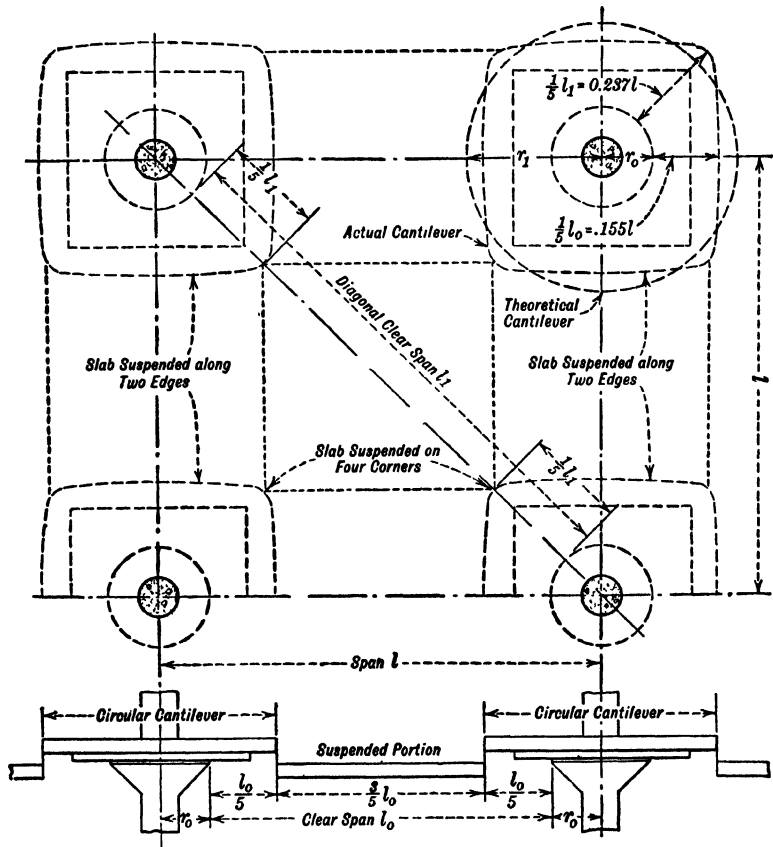 1/5 l₁ = 0.237l
r₁
r₀
1/5 l₁
1/5 l₀ = .155l
Actual Cantilever
Diagonal Clear Span l₁
Theoretical
Cantilever
Slab Suspended along
Two Edges
Slab Suspended along
Two Edges
l
Slab Suspended on
Four Corners
1/5 l₁
Span l
Circular Cantilever
Circular Cantilever
Suspended Portion
l₀/5
3/5 l₀
l₀/5
r₀
Clear Span l₀
r₀